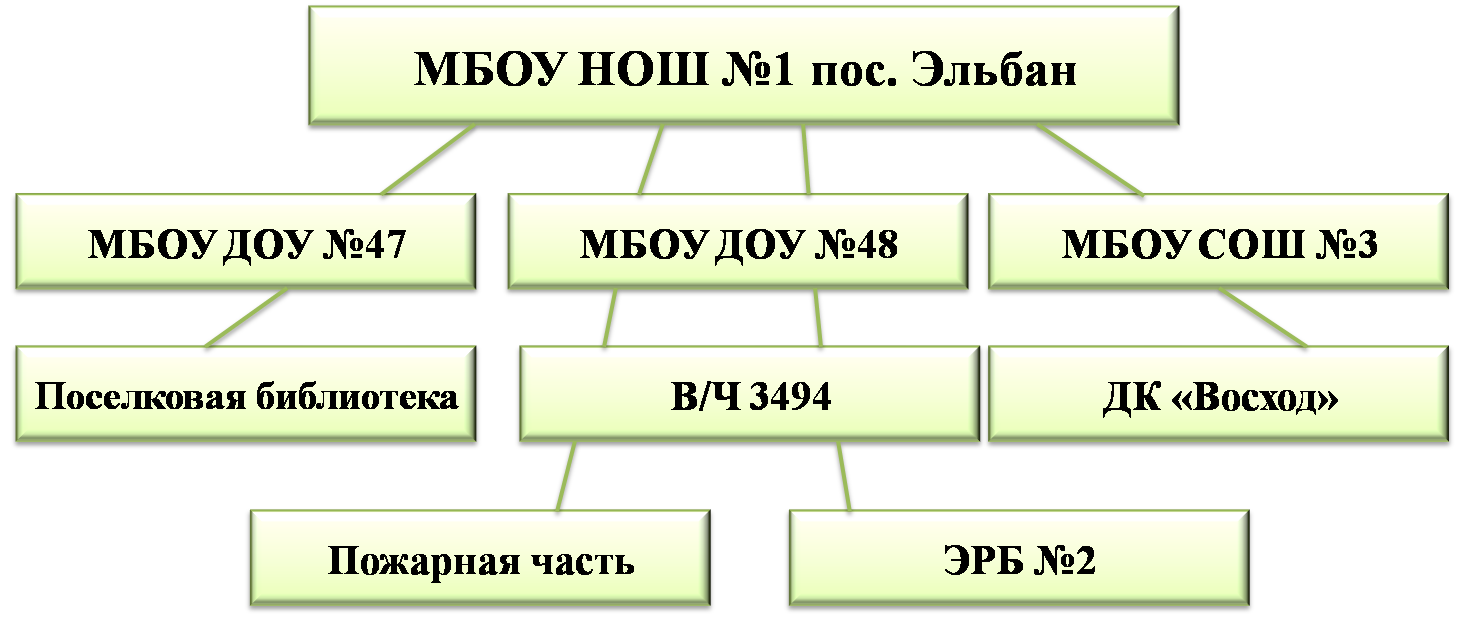 МБОУ НОШ №1 пос. Эльбан
МБОУ ДОУ №47
МБОУ ДОУ №48
МБОУ СОШ №3
Поселковая библиотека
В/Ч 3494
ДК «Восход»
Пожарная часть
ЭРБ №2